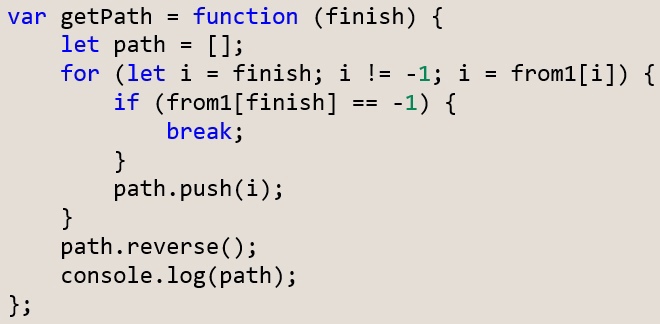 var getPath = function (finish) {
    let path = [];
    for (let i = finish; i != -1; i = from1[i]) {
        if (from1[finish] == -1) {
            break;
        }
        path.push(i);
    }
    path.reverse();
    console.log(path);
};